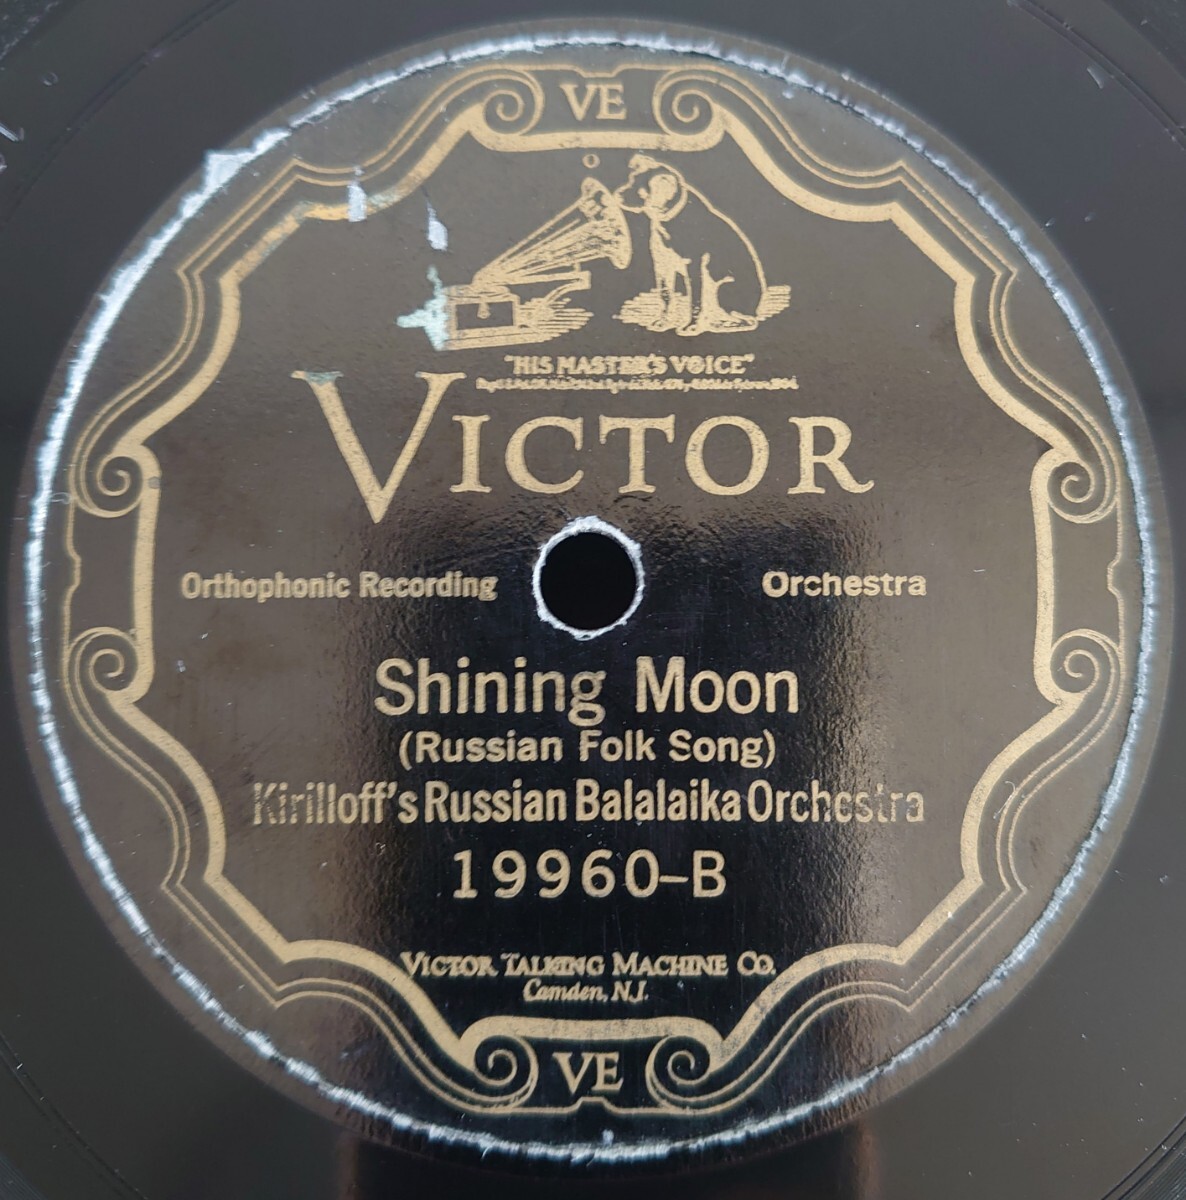 VE
"HIS MASTER'S VOICE"
VICTOR
Orthophonic Recording
Orchestra
Shining Moon
(Russian Folk Song)
Kirilloff's Russian Balalaika Orchestra
19960-B
VICTOR TALKING MACHINE CO.
Camden, N.J.
VE